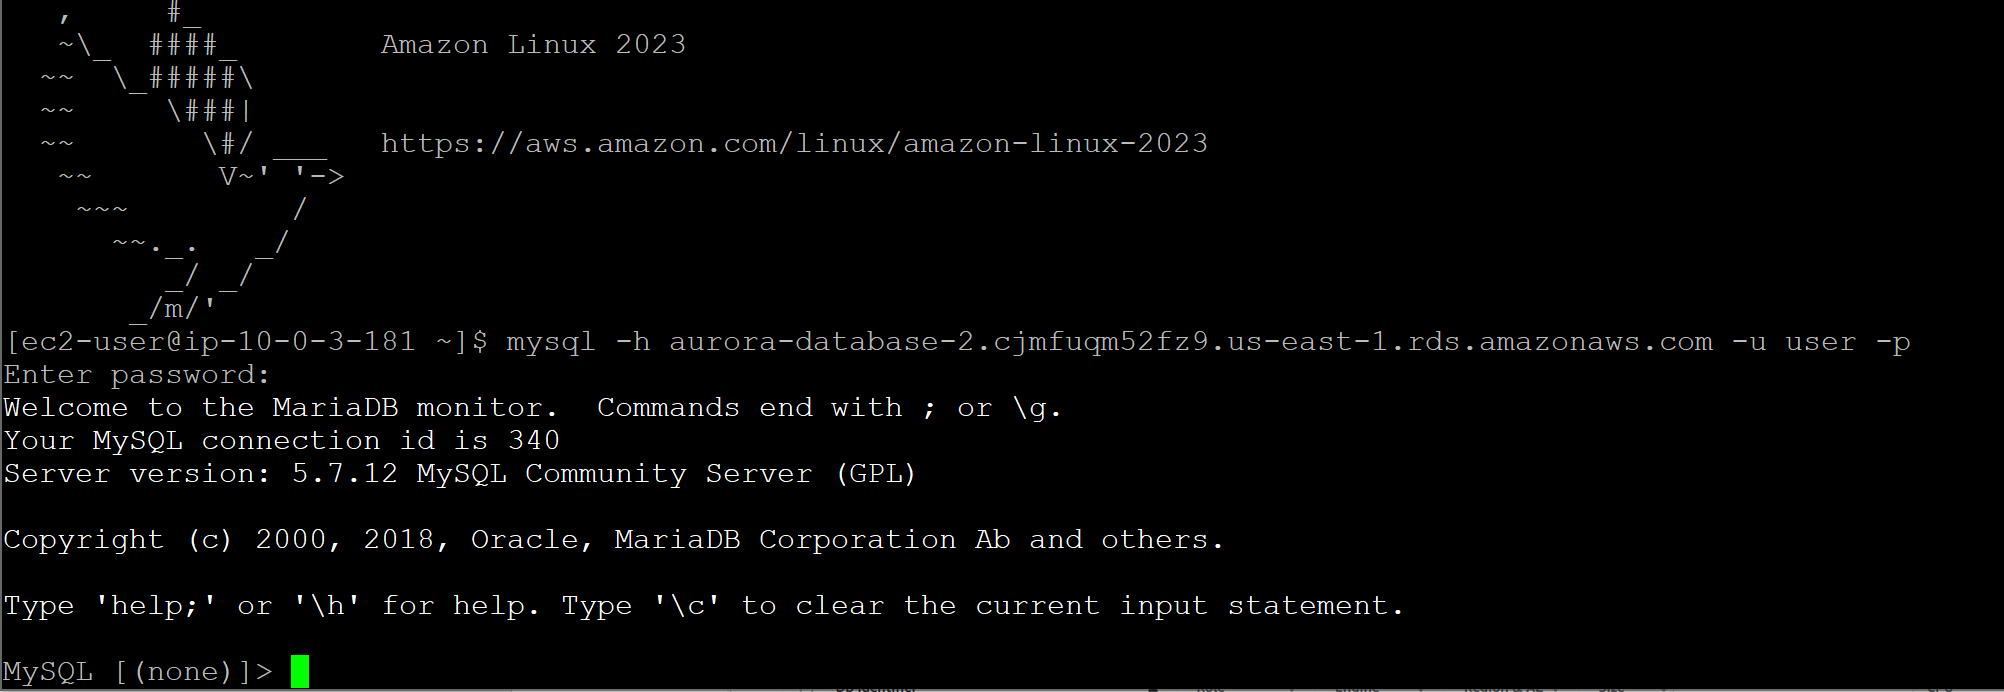 ,     #_
   ~\_  ####_        Amazon Linux 2023
  ~~  \_#####\
  ~~     \###|
  ~~       \#/ ___   https://aws.amazon.com/linux/amazon-linux-2023
   ~~       V~' '->
    ~~~         /
      ~~._.   _/
         _/ _/
       _/m/'
[ec2-user@ip-10-0-3-181 ~]$ mysql -h aurora-database-2.cjmfuqm52fz9.us-east-1.rds.amazonaws.com -u user -p
Enter password:
Welcome to the MariaDB monitor.  Commands end with ; or \g.
Your MySQL connection id is 340
Server version: 5.7.12 MySQL Community Server (GPL)

Copyright (c) 2000, 2018, Oracle, MariaDB Corporation Ab and others.

Type 'help;' or '\h' for help. Type '\c' to clear the current input statement.

MySQL [(none)]>